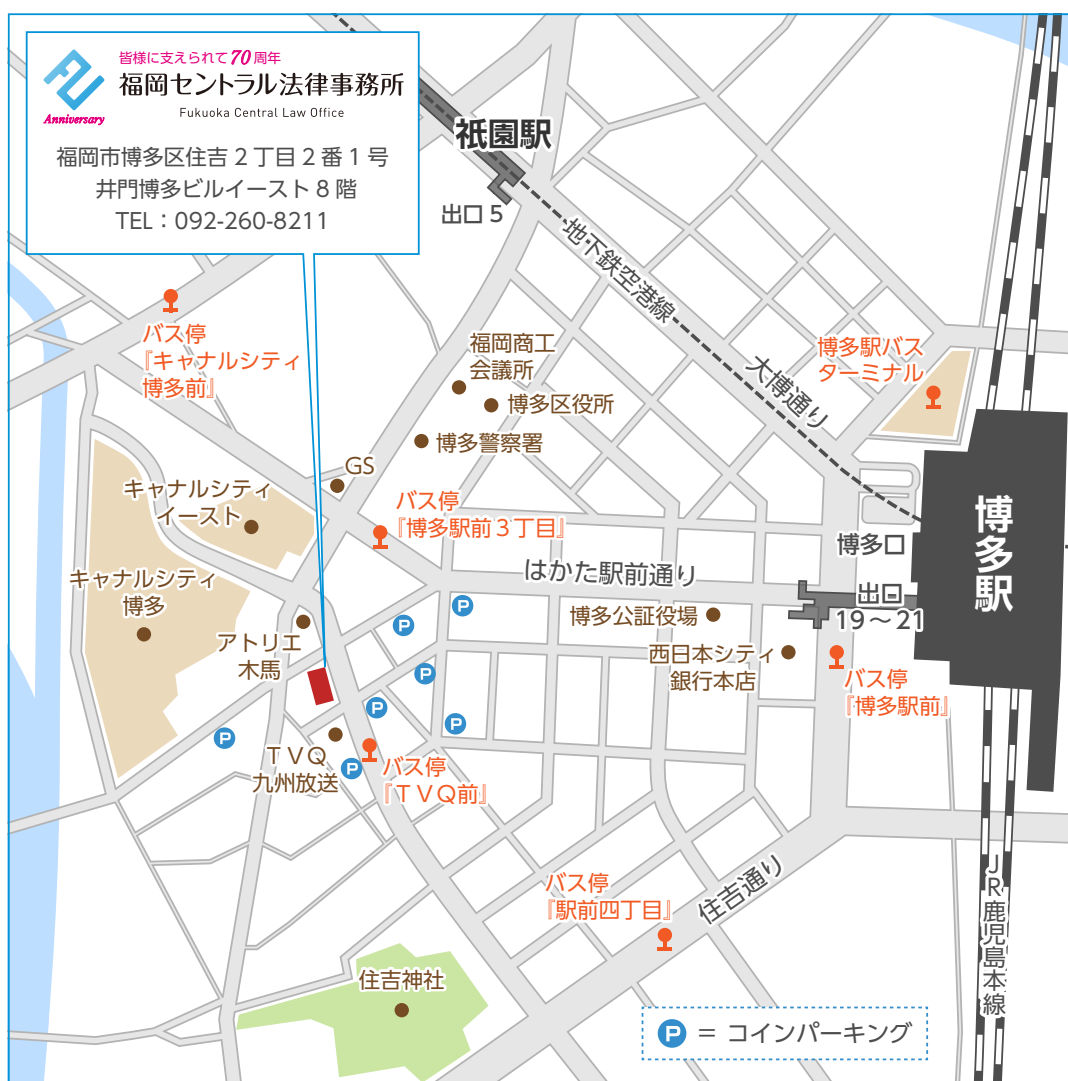 皆様に支えられて70周年
福岡セントラル法律事務所
Fukuoka Central Law Office
Anniversary
福岡市博多区住吉2丁目2番1号
井門博多ビルイースト8階
TEL：092-260-8211
祇園駅
出口5
地下鉄空港線
大博通り
バス停
『キャナルシティ
博多前』
福岡商工
会議所
博多区役所
博多警察署
博多駅バス
ターミナル
GS
キャナルシティ
イースト
バス停
『博多駅前3丁目』
博多口
博多駅
はかた駅前通り
出口
19～21
キャナルシティ
博多
アトリエ
木馬
博多公証役場
西日本シティ
銀行本店
バス停
『博多駅前』
P
P
P
P
P
P
P
TVQ
九州放送
バス停
『TVQ前』
バス停
『駅前四丁目』
住吉通り
JR鹿児島本線
住吉神社
P = コインパーキング